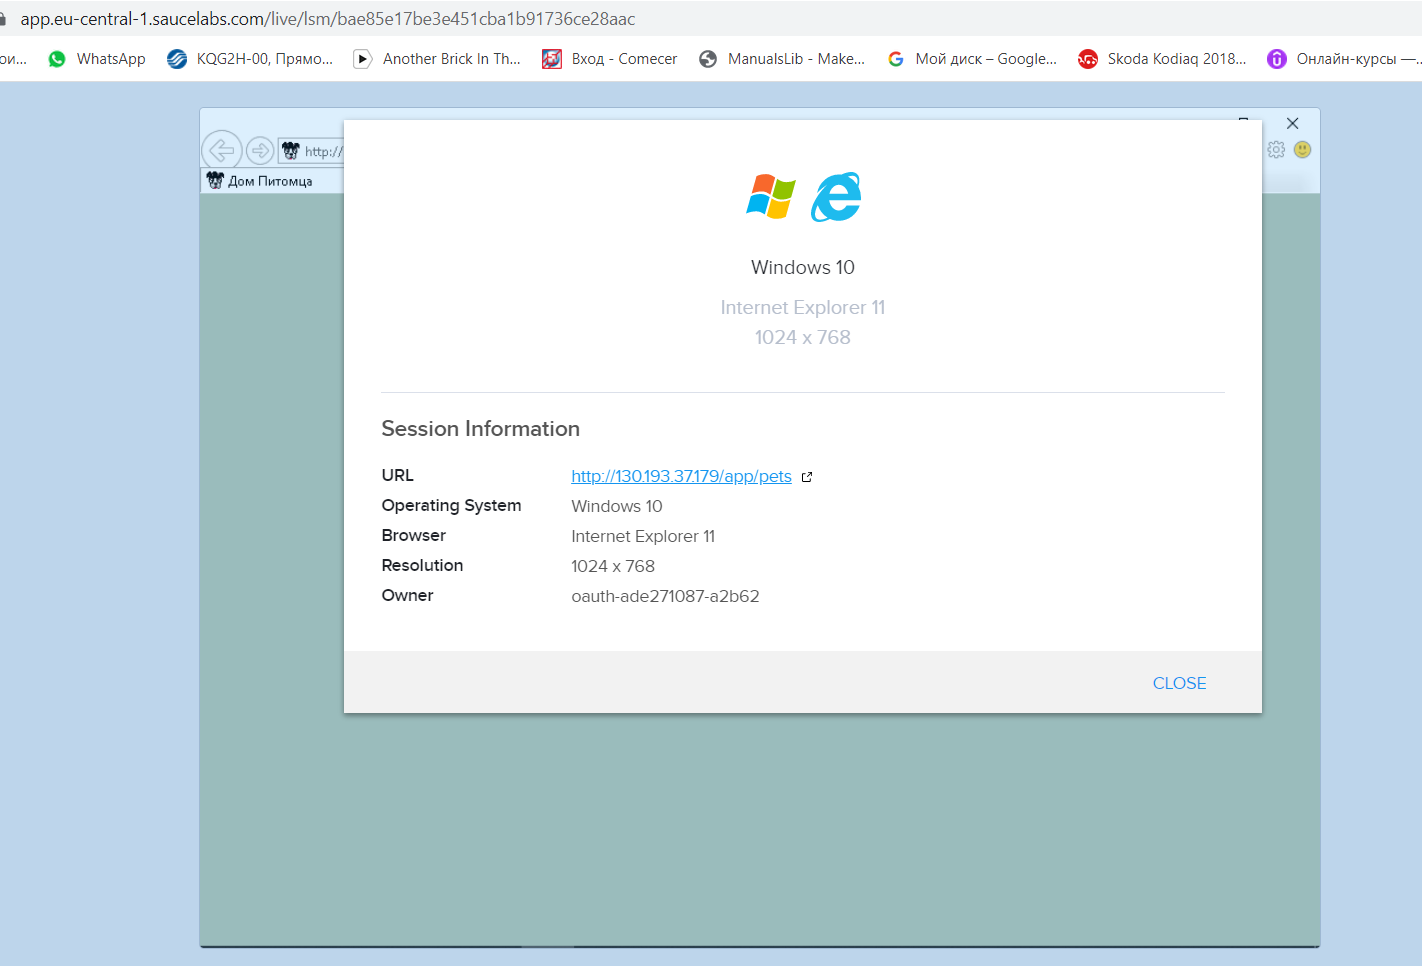 app.eu-central-1.saucelabs.com/live/lsm/bae85e17be3e451cba1b91736ce28aac
ои... WhatsApp KQG2H-00, Прямо... Another Brick In Th... Вход - Comecer ManualsLib - Make... Мой диск – Google... Skoda Kodiaq 2018... Онлайн-курсы —...
http://
Дом Питомца
Windows 10
Internet Explorer 11
1024 x 768
Session Information
URL http://130.193.37.179/app/pets
Operating System Windows 10
Browser Internet Explorer 11
Resolution 1024 x 768
Owner oauth-ade271087-a2b62
CLOSE